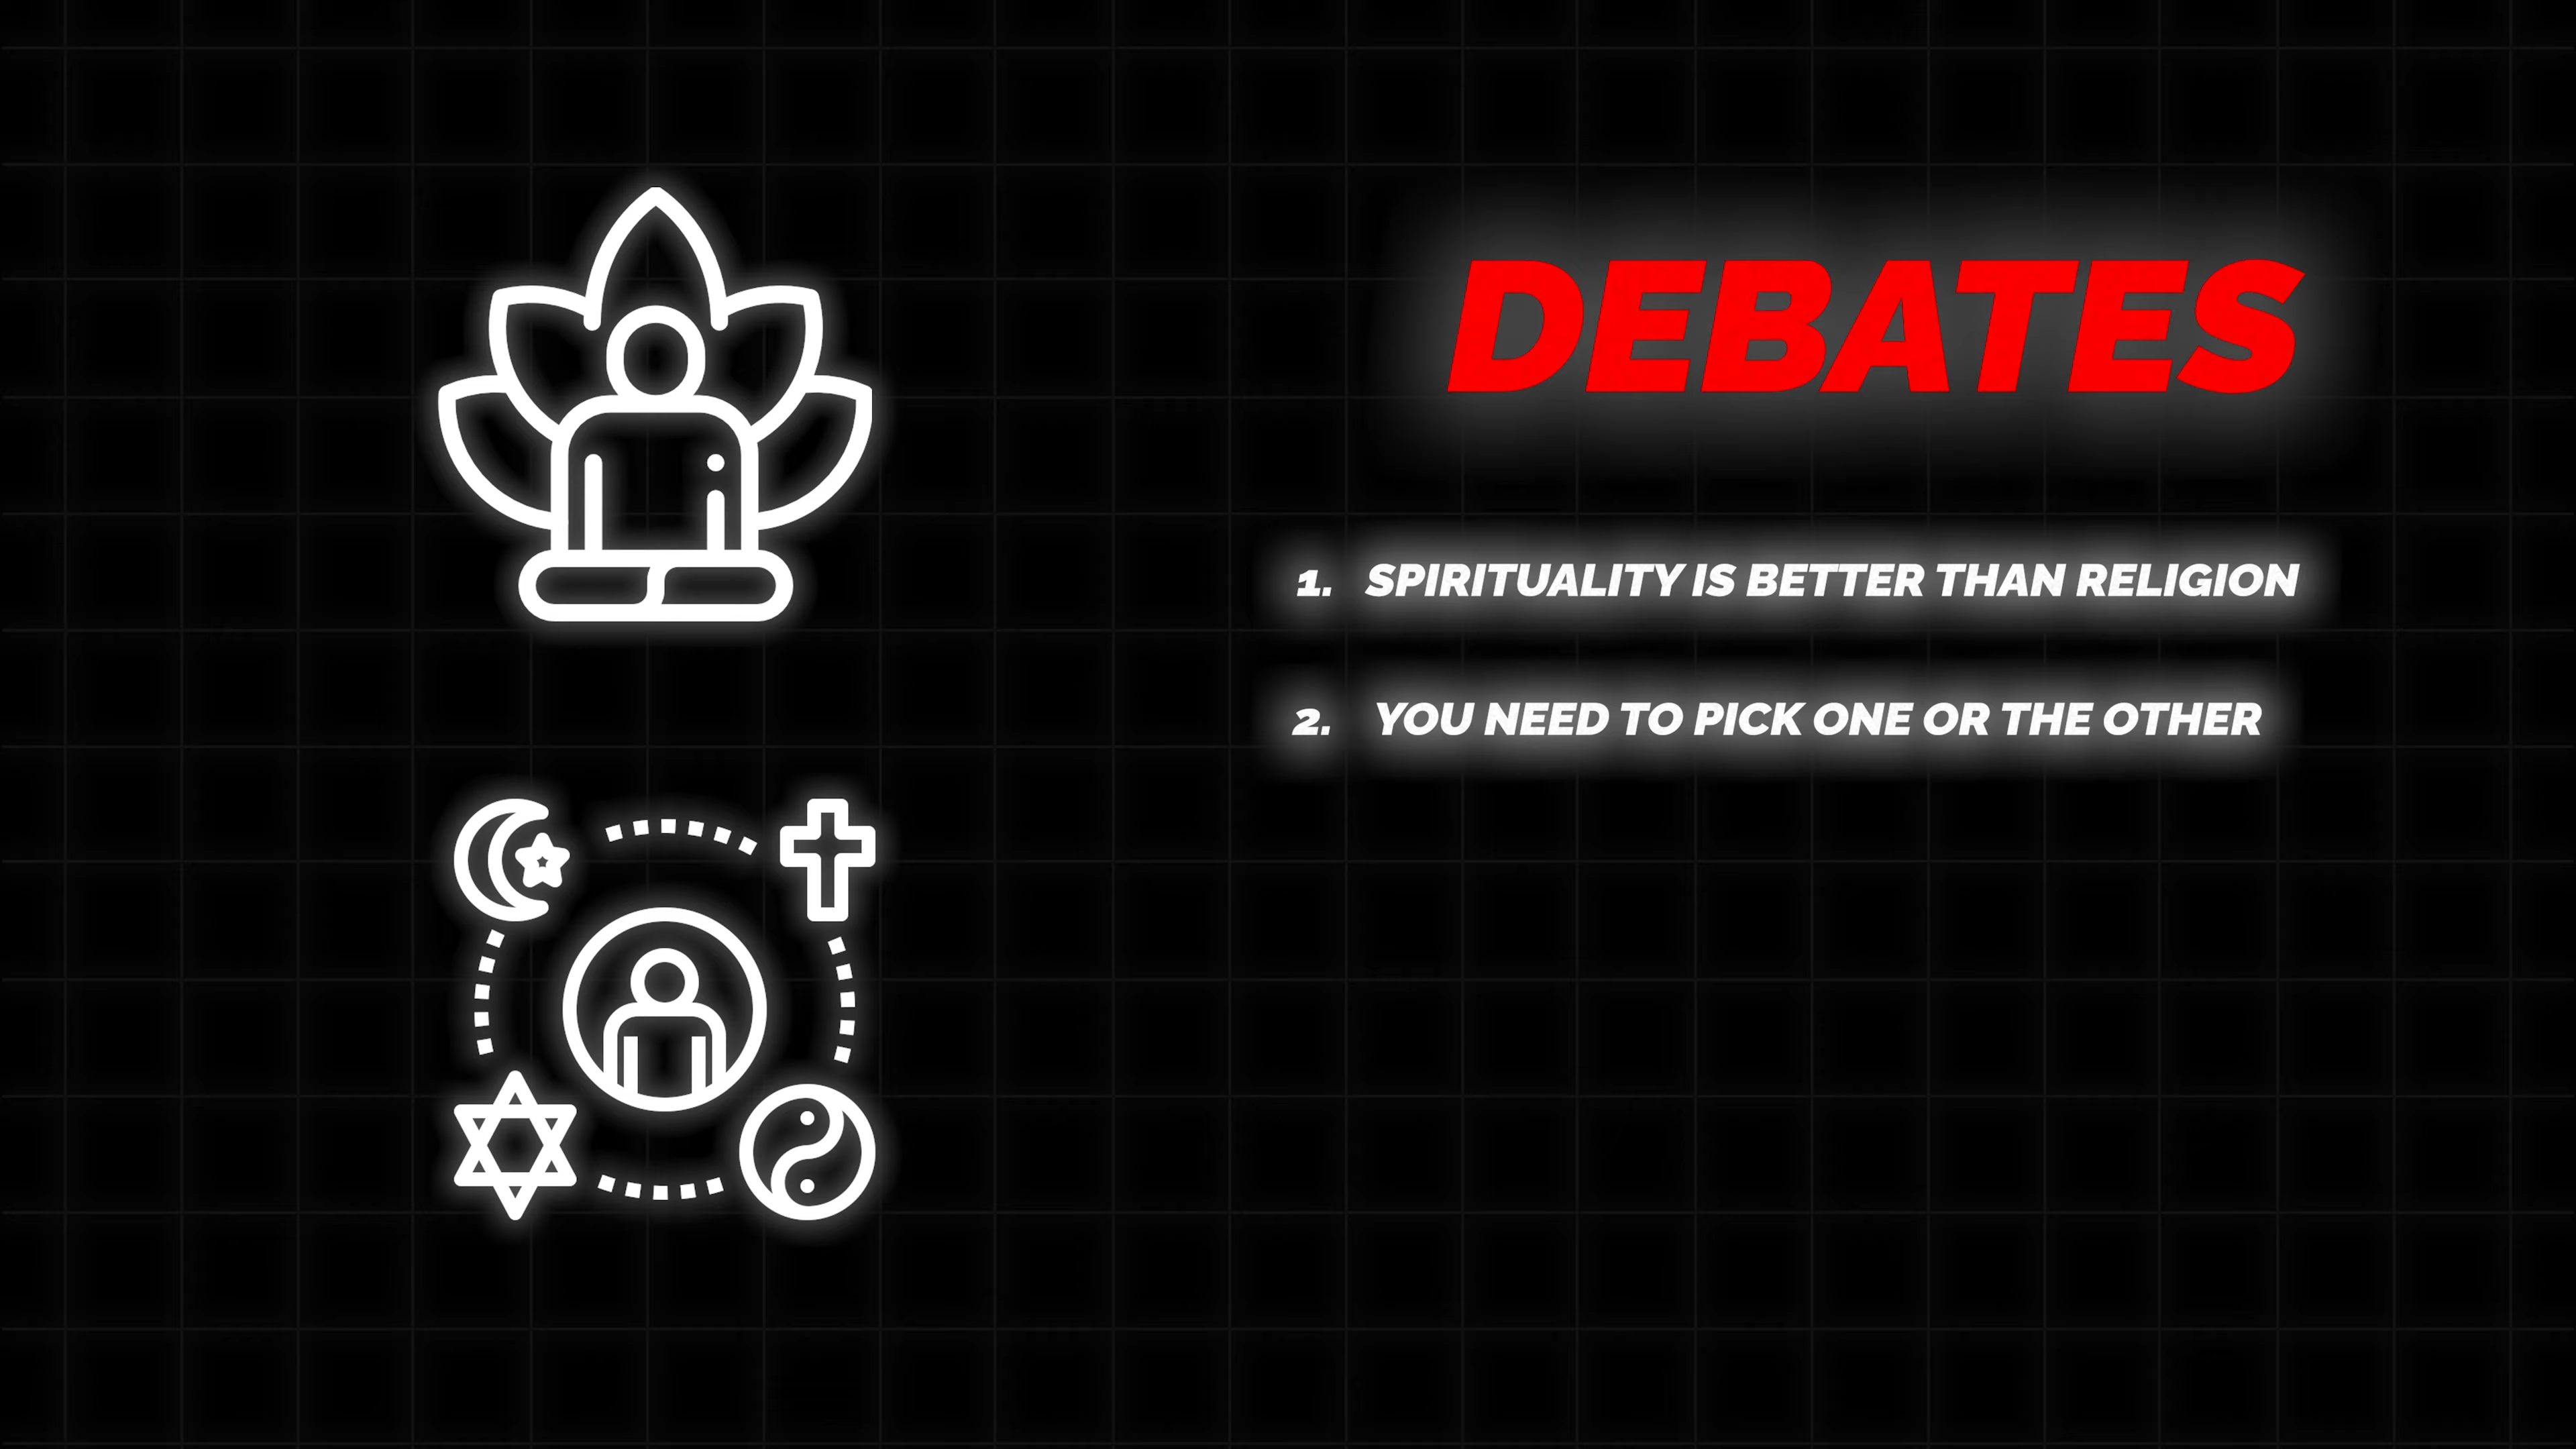 DEBATES
1. SPIRITUALITY IS BETTER THAN RELIGION
2. YOU NEED TO PICK ONE OR THE OTHER